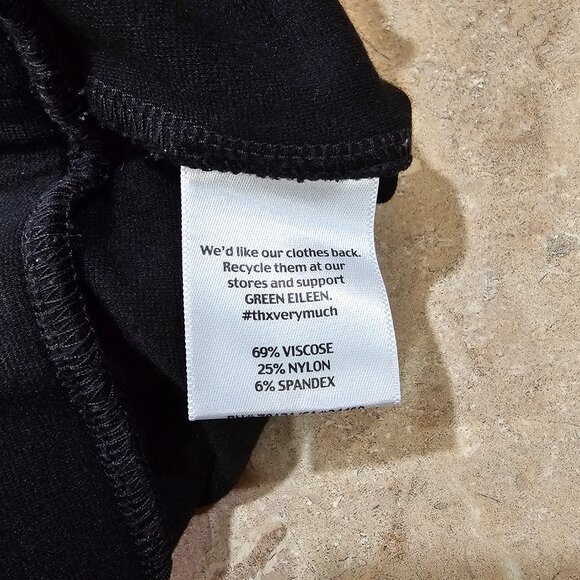 We'd like our clothes back.
Recycle them at our
stores and support
GREEN EILEEN.
#thxverymuch
69% VISCOSE
25% NYLON
6% SPANDEX